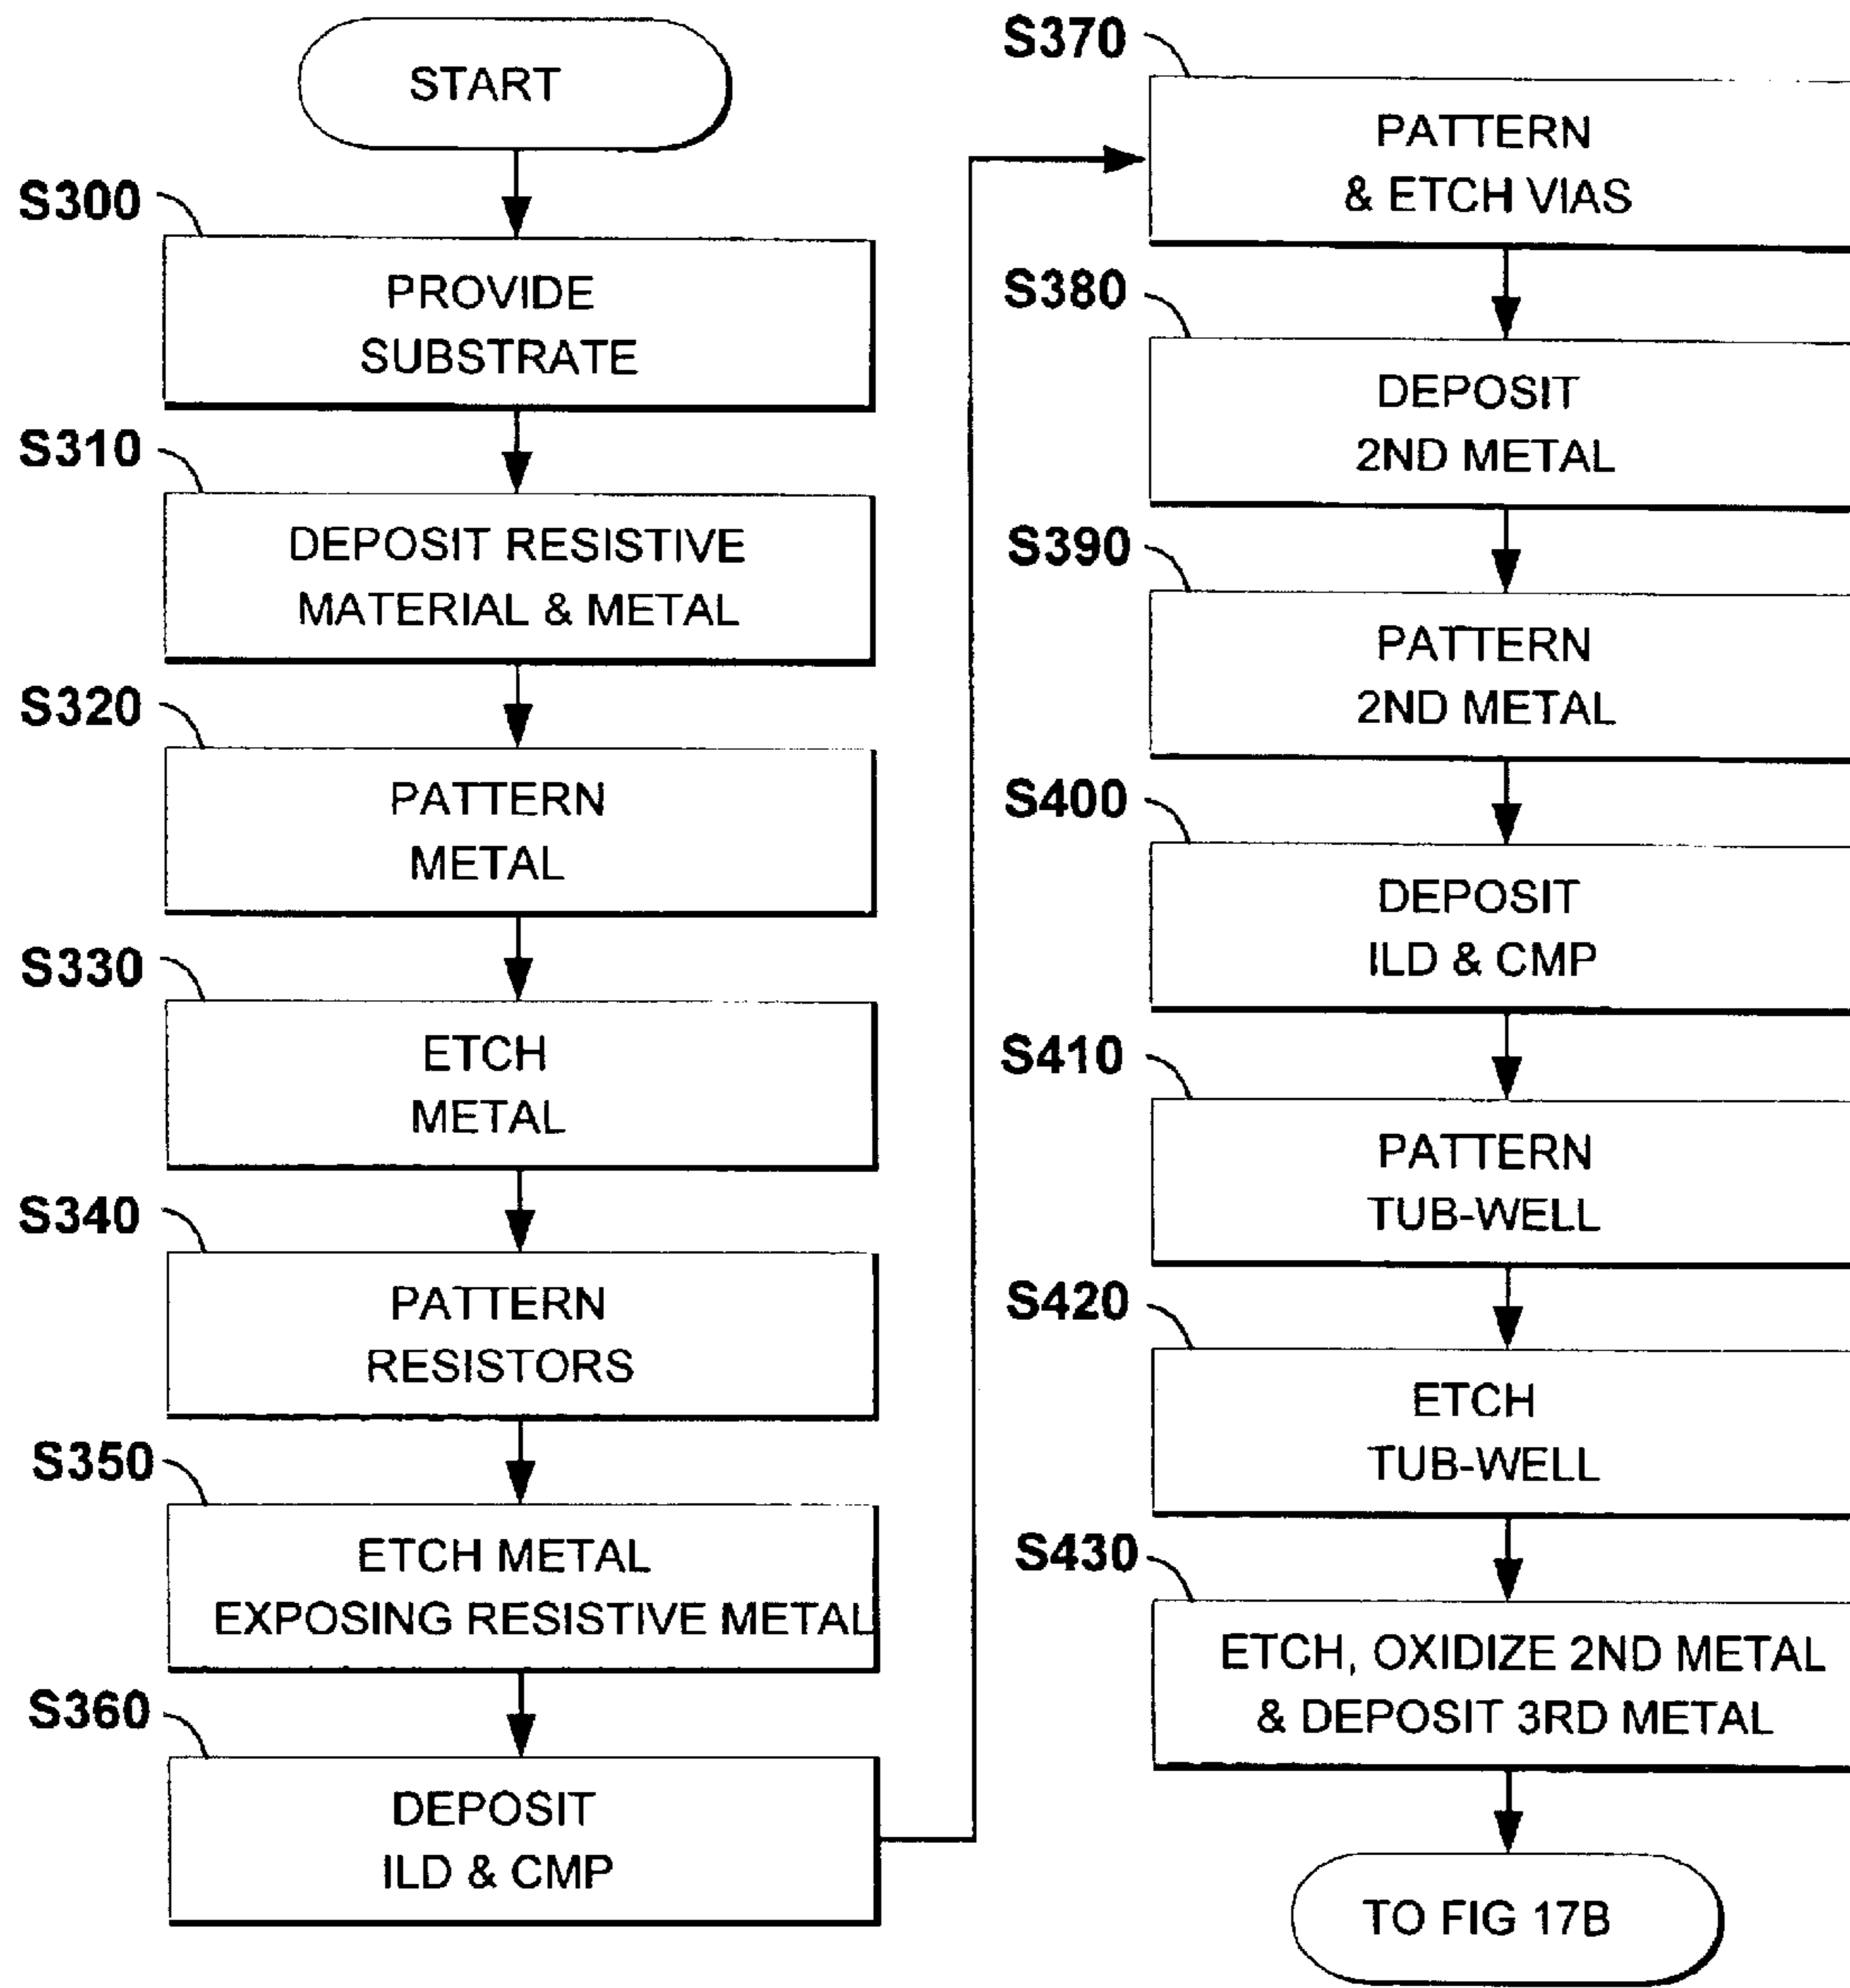 START
S300
PROVIDE
SUBSTRATE
S310
DEPOSIT RESISTIVE
MATERIAL & METAL
S320
PATTERN
METAL
S330
ETCH
METAL
S340
PATTERN
RESISTORS
S350
ETCH METAL
EXPOSING RESISTIVE METAL
S360
DEPOSIT
ILD & CMP
S370
PATTERN
& ETCH VIAS
S380
DEPOSIT
2ND METAL
S390
PATTERN
2ND METAL
S400
DEPOSIT
ILD & CMP
S410
PATTERN
TUB-WELL
S420
ETCH
TUB-WELL
S430
ETCH, OXIDIZE 2ND METAL
& DEPOSIT 3RD METAL
TO FIG 17B